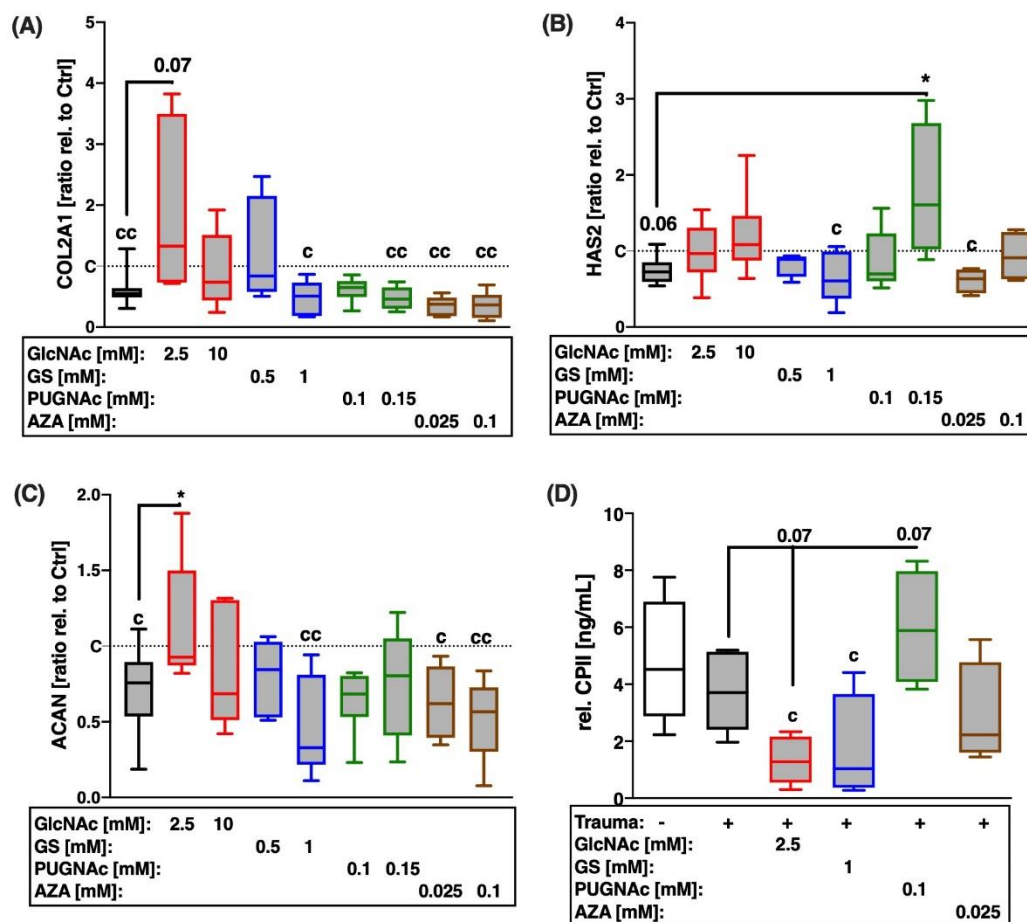 (A)
COL2A1 [ratio rel. to Ctrl]
5
4
3
2
C
0
0.07
cc
c
cc
cc
cc
GlcNAc [mM]: 2.5 10
GS [mM]: 0.5 1
PUGNAc [mM]: 0.1 0.15
AZA [mM]: 0.025 0.1
(B)
HAS2 [ratio rel. to Ctrl]
4
3
2
C
0
*
0.06
c
c
GlcNAc [mM]: 2.5 10
GS [mM]: 0.5 1
PUGNAc [mM]: 0.1 0.15
AZA [mM]: 0.025 0.1
(C)
ACAN [ratio rel. to Ctrl]
2.0
1.5
C
0.5
0.0
*
c
cc
c
cc
GlcNAc [mM]: 2.5 10
GS [mM]: 0.5 1
PUGNAc [mM]: 0.1 0.15
AZA [mM]: 0.025 0.1
(D)
rel. CPII [ng/mL]
10
8
6
4
2
0
0.07
0.07
c
c
Trauma: - + + + + +
GlcNAc [mM]: 2.5
GS [mM]: 1
PUGNAc [mM]: 0.1
AZA [mM]: 0.025